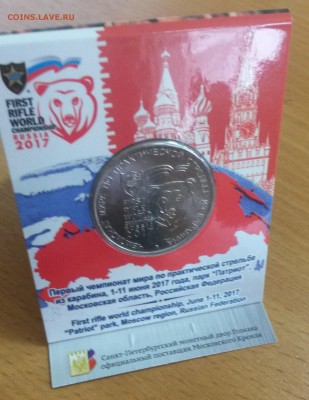 COINS.LAV.RU
FIRST
RIFLE
WORLD
CHAMPIONSHIP
RUSSIA
2017
Первый чемпионат мира по практической стрельбе
из карабина, 1-11 июня 2017 года, парк "Патриот",
Московская область, Российская Федерация
First rifle world championship, June 1-11, 2017
"Patriot" park, Moscow region, Russian Federation
Санкт-Петербургский монетный двор Гознака
официальный поставщик Московского Кремля